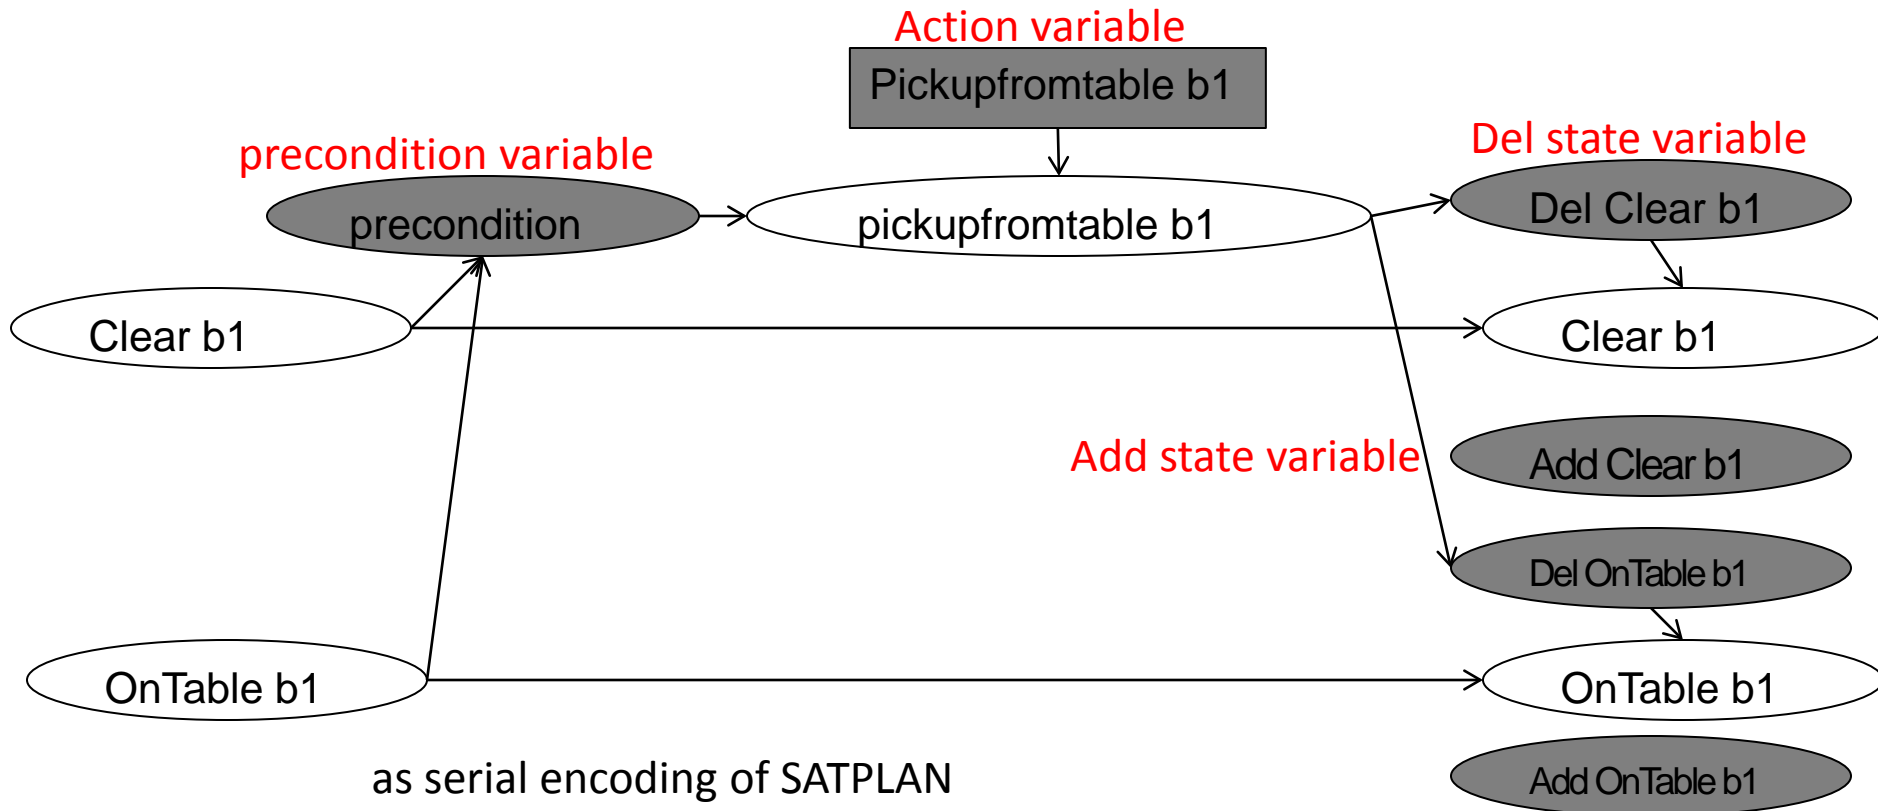 Action variable
Pickupfromtable b1
precondition variable
Del state variable
precondition
pickupfromtable b1
Del Clear b1
Clear b1
Clear b1
Add state variable
Add Clear b1
Del OnTable b1
OnTable b1
OnTable b1
as serial encoding of SATPLAN
Add OnTable b1